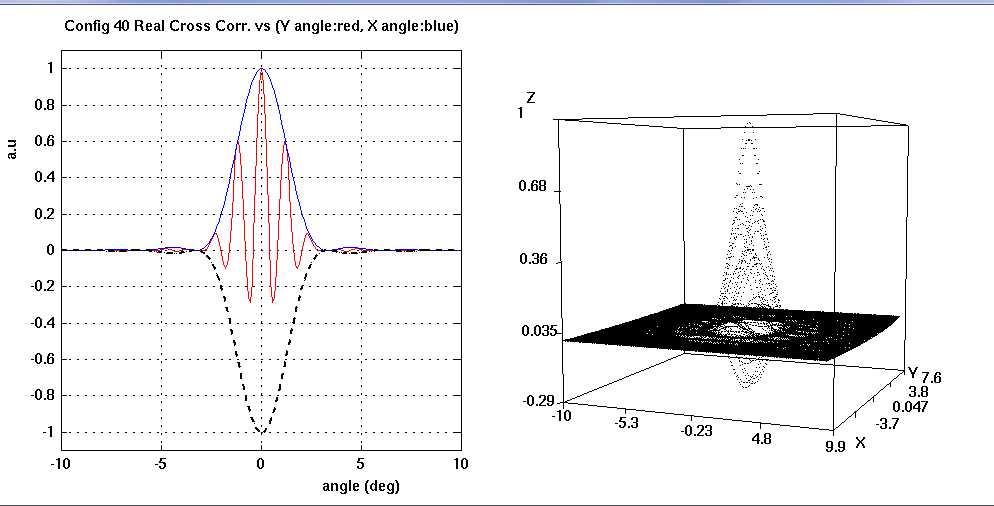 Config 40 Real Cross Corr. vs (Y angle:red, X angle:blue)
1
0.8
0.6
0.4
0.2
0
-0.2
-0.4
-0.6
-0.8
-1
a.u
-10 -5 0 5 10
angle (deg)
Z
1
0.68
0.36
0.035
-0.29
-10 -5.3 -0.23 4.8 9.9 X
Y 7.6
3.8
0.047
-3.7